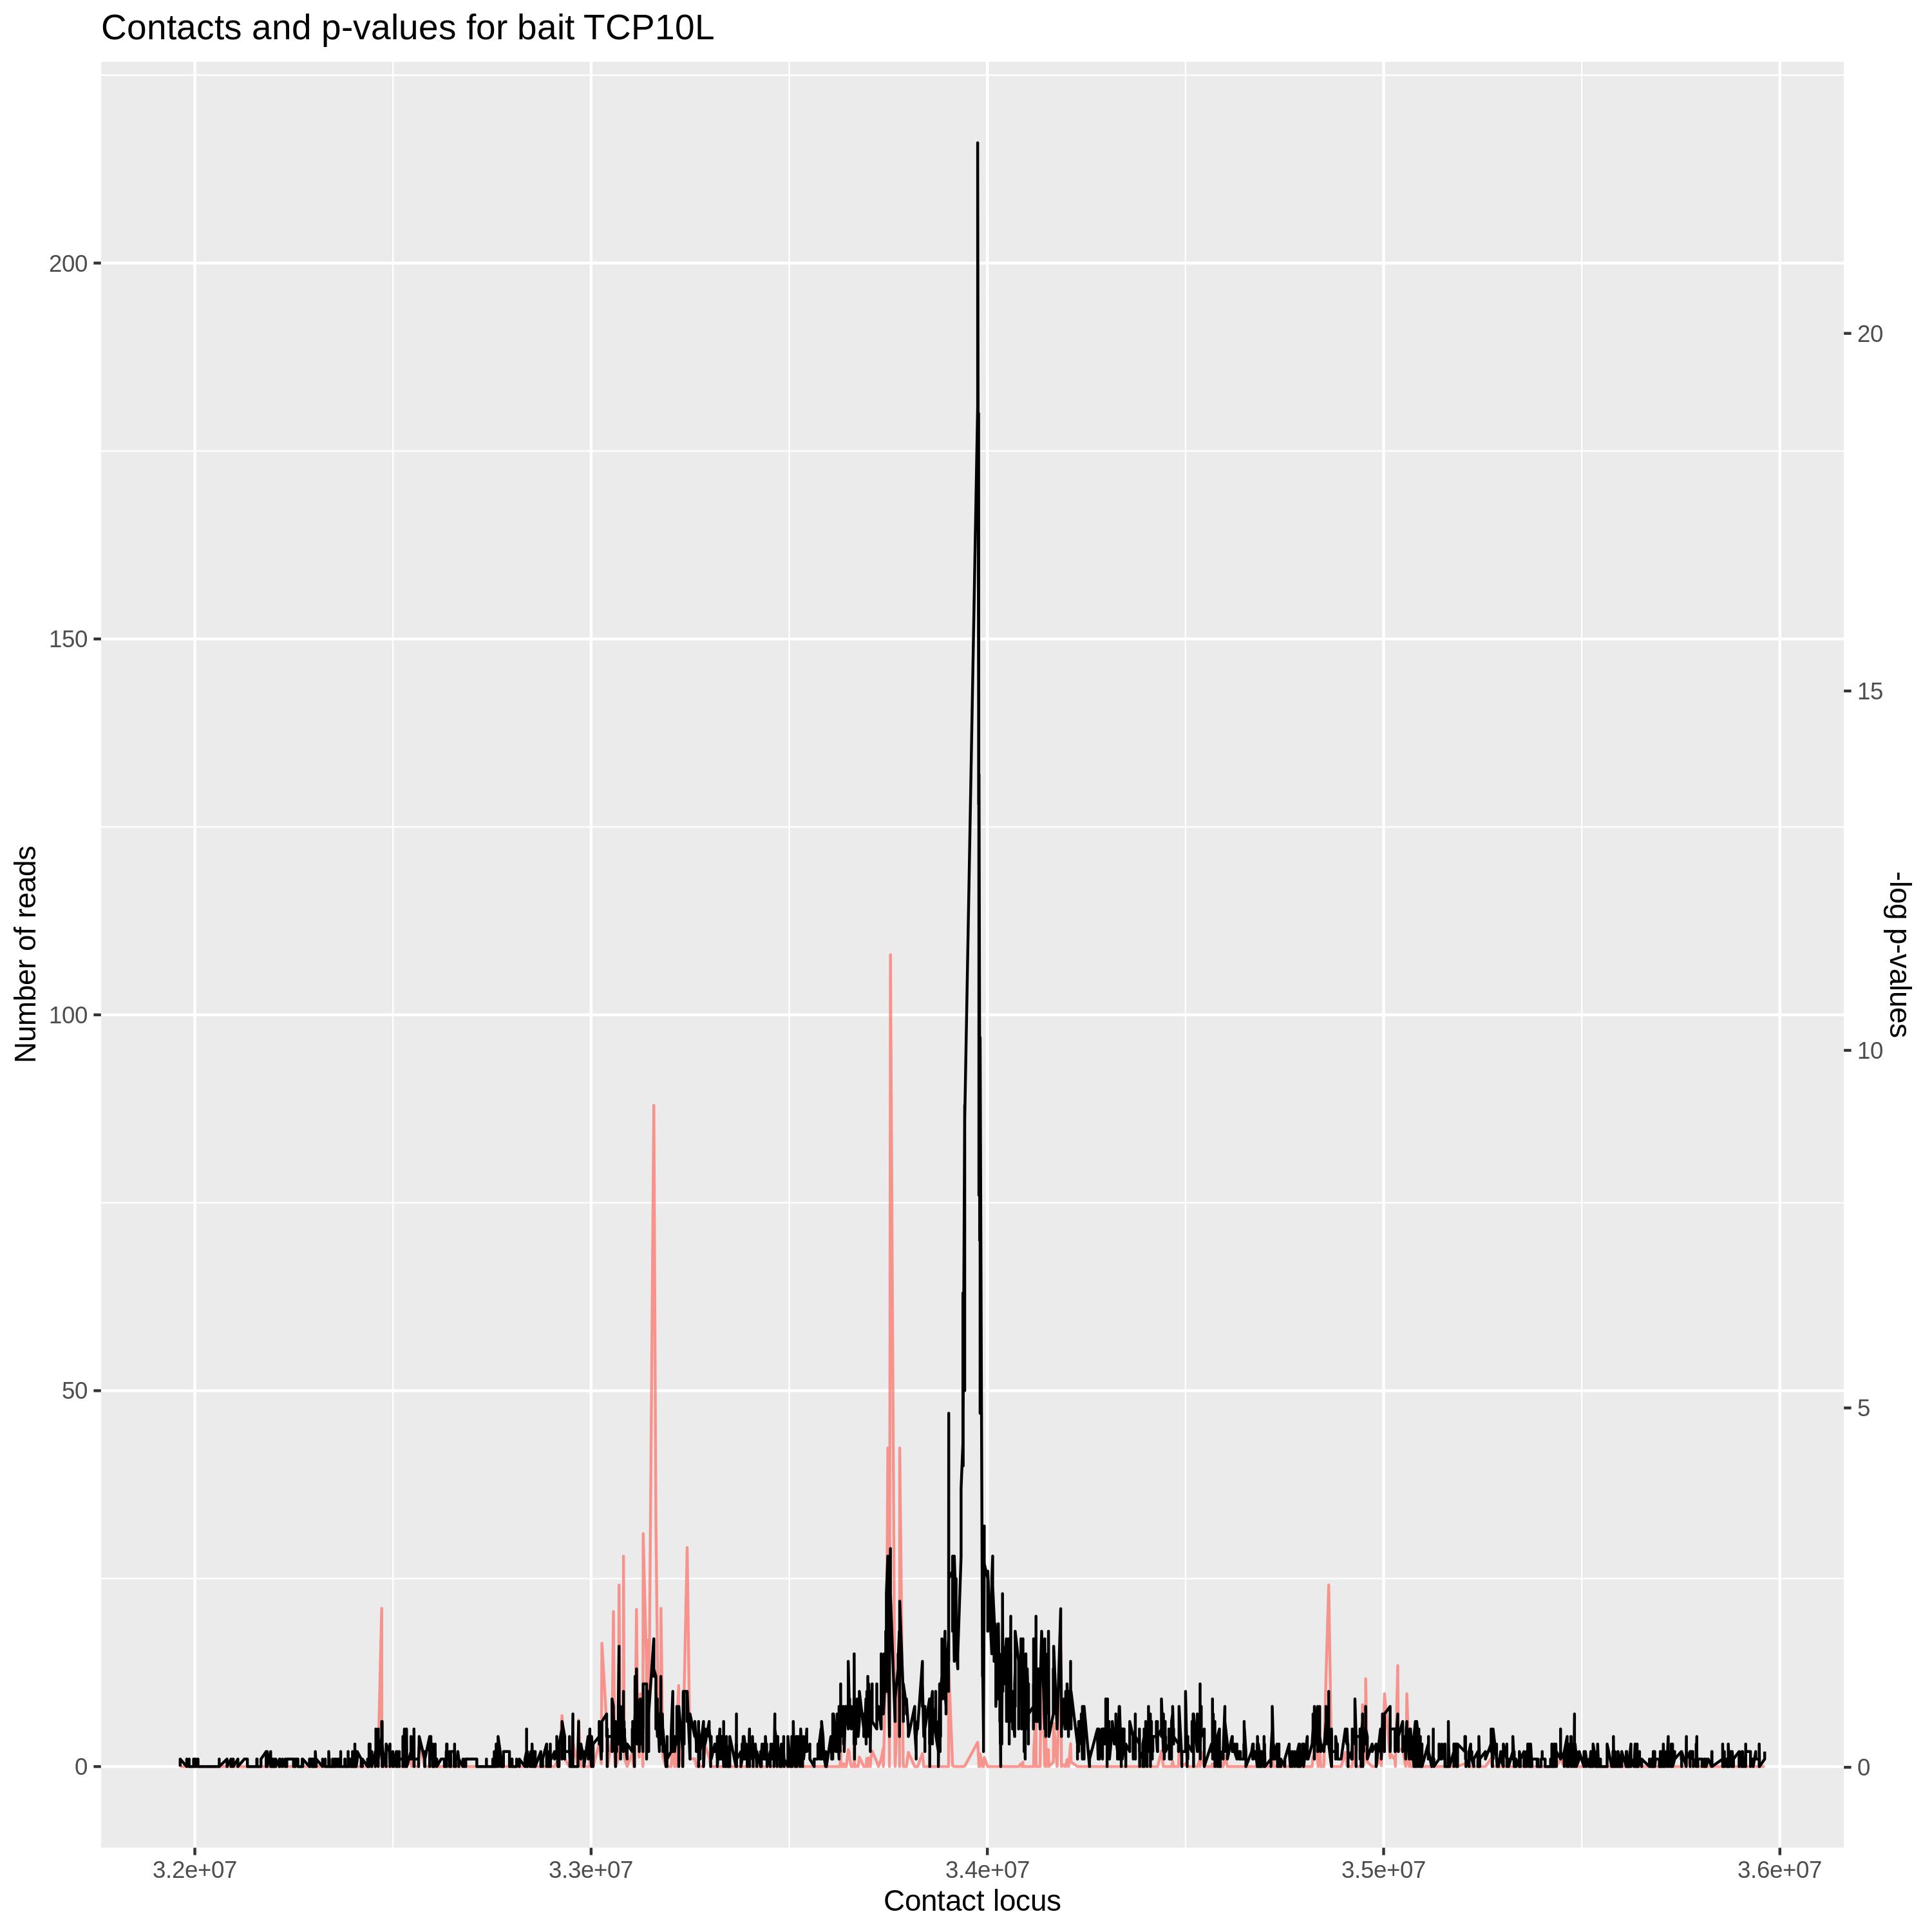 Contacts and p-values for bait TCP10L
Number of reads
200
150
100
50
0
20
15
10
5
0
-log p-values
3.2e+07 3.3e+07 3.4e+07 3.5e+07 3.6e+07
Contact locus